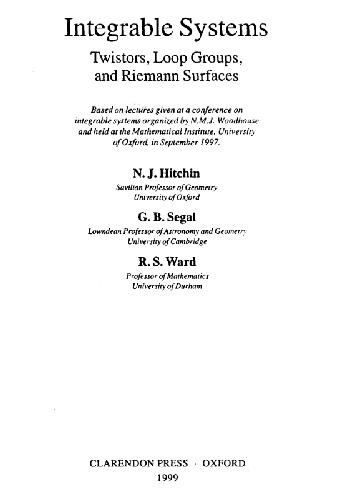 Integrable Systems
Twistors, Loop Groups,
and Riemann Surfaces
Based on lectures given at a conference on
integrable systems organized by N.M.J. Woodhouse
and held at the Mathematical Institute, University
of Oxford, in September 1997.
N. J. Hitchin
Savilian Professor of Geometry
University of Oxford
G. B. Segal
Lowndean Professor of Astronomy and Geometry
University of Cambridge
R. S. Ward
Professor of Mathematics
University of Durham
CLARENDON PRESS · OXFORD
1999